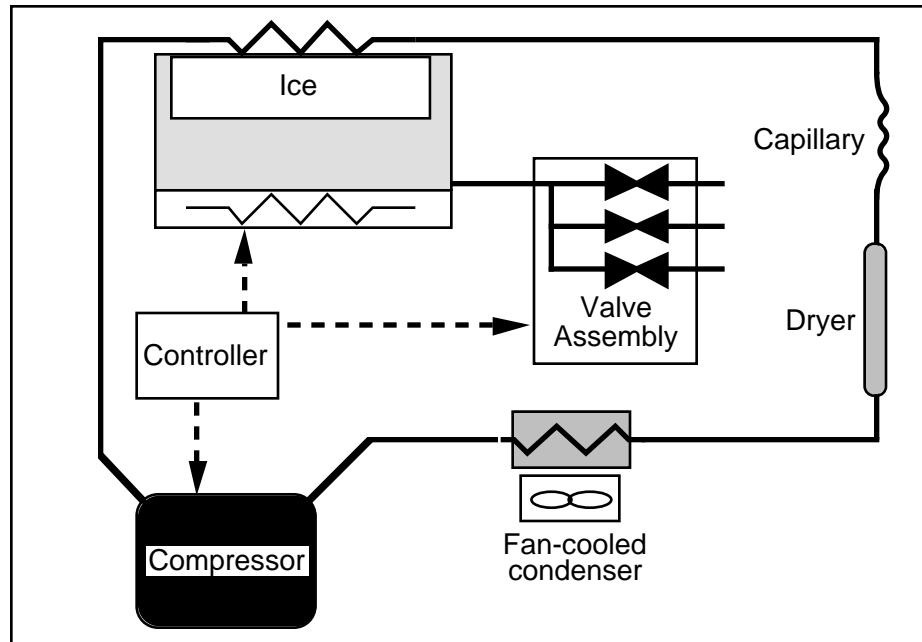 Ice
Capillary
Valve
Assembly
Dryer
Controller
Compressor
Fan-cooled
condenser